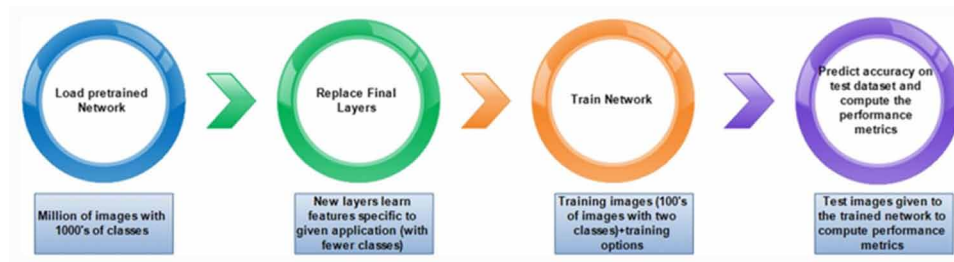 Load pretrained
Network
Replace Final
Layers
Train Network
Predict accuracy on
test dataset and
compute the
performance
metrics
Million of images with
1000's of classes
New layers learn
features specific to
given application (with
fewer classes)
Training images (100's
of images with two
classes)+training
options
Test images given to
the trained network to
compute performance
metrics